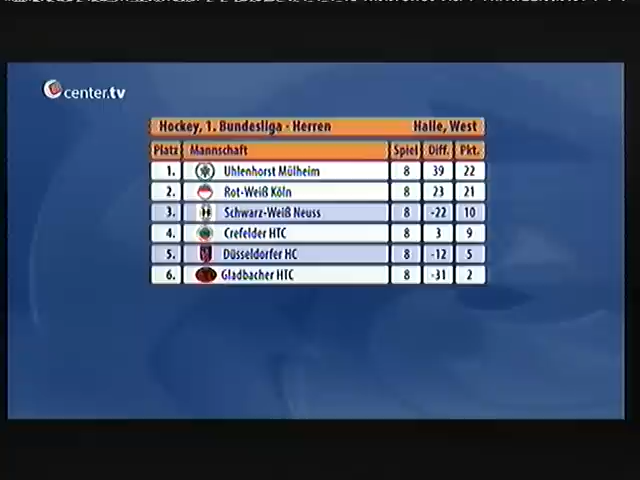 center.tv
Hockey, 1. Bundesliga - Herren Halle, West
Platz Mannschaft Spiel Diff. Pkt.
1. Uhlenhorst Mülheim 8 39 22
2. Rot-Weiß Köln 8 23 21
3. Schwarz-Weiß Neuss 8 -22 10
4. Crefelder HTC 8 3 9
5. Düsseldorfer HC 8 -12 5
6. Gladbacher HTC 8 -31 2